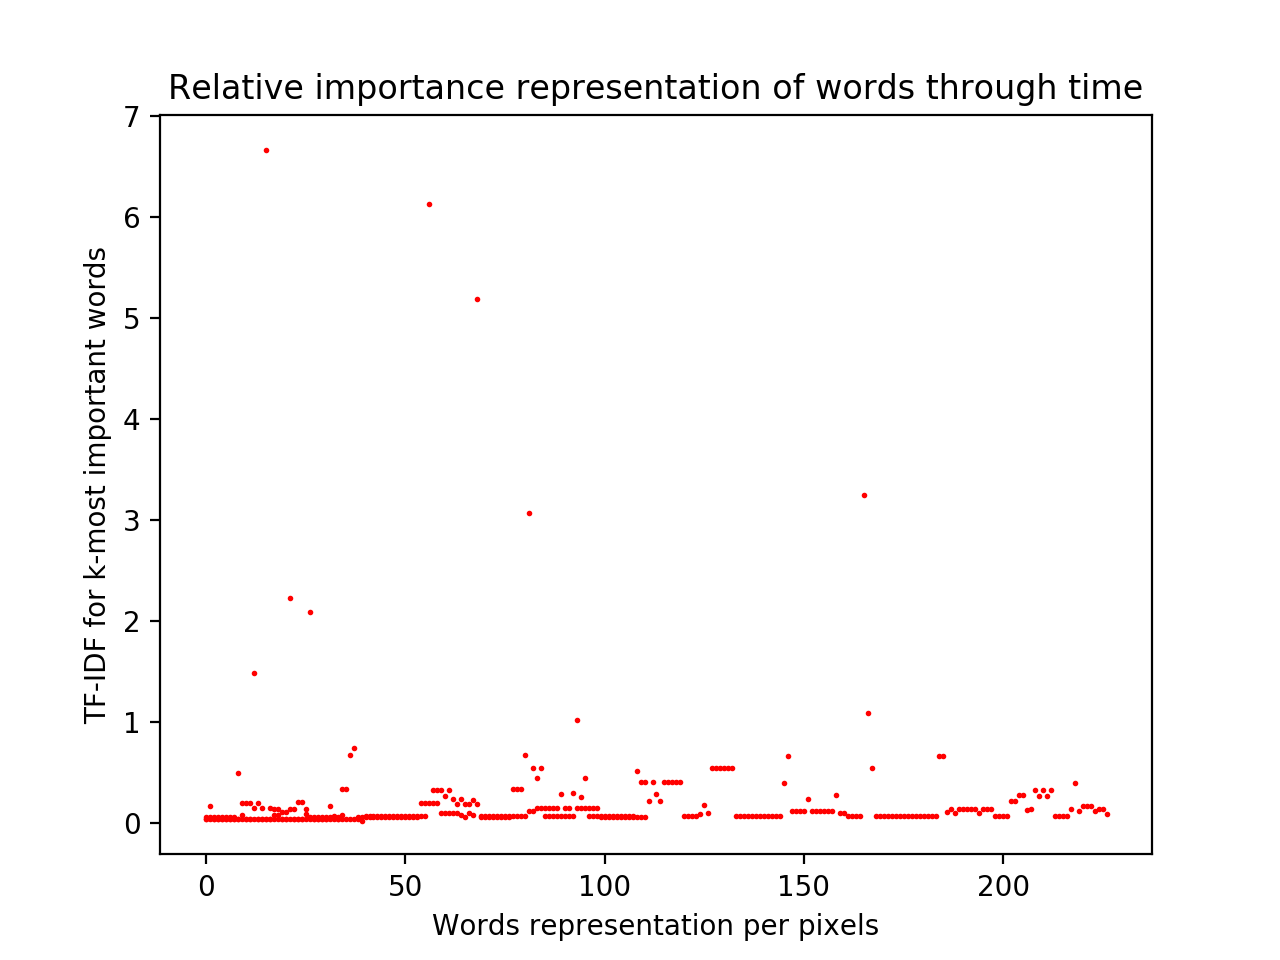 Relative importance representation of words through time
7
6
5
4
3
2
1
0
TF-IDF for k-most important words
0 50 100 150 200
Words representation per pixels